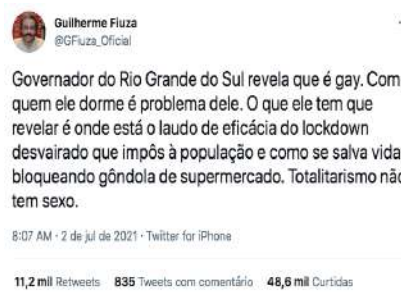 Guilherme Fiuza
@GFiuza_Oficial
Governador do Rio Grande do Sul revela que é gay. Com
quem ele dorme é problema dele. O que ele tem que
revelar é onde está o laudo de eficácia do lockdown
desvairado que impôs à população e como se salva vida
bloqueando gôndola de supermercado. Totalitarismo não
tem sexo.
8:07 AM · 2 de jul de 2021 · Twitter for iPhone
11,2 mil Retweets 835 Tweets com comentário 48,6 mil Curtidas